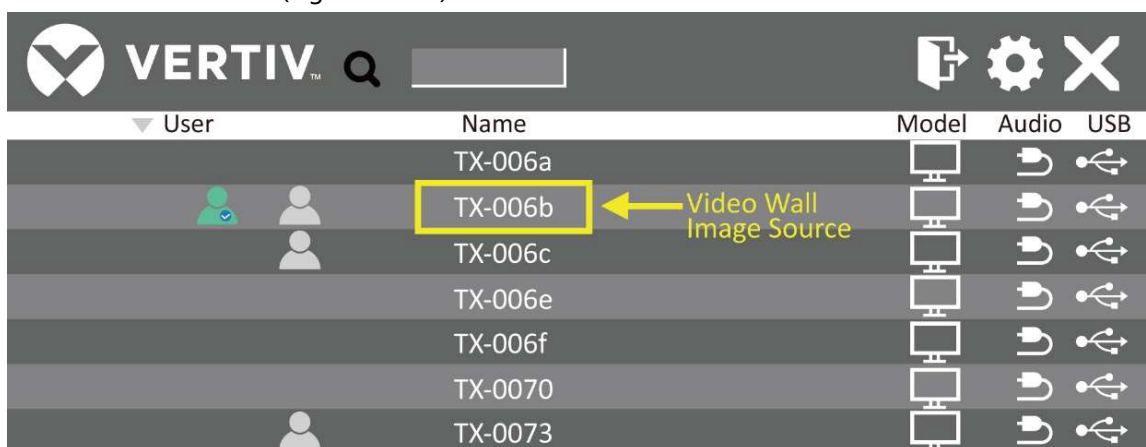 VERTIV™
User Name Model Audio USB
TX-006a
TX-006b Video Wall
Image Source
TX-006c
TX-006e
TX-006f
TX-0070
TX-0073